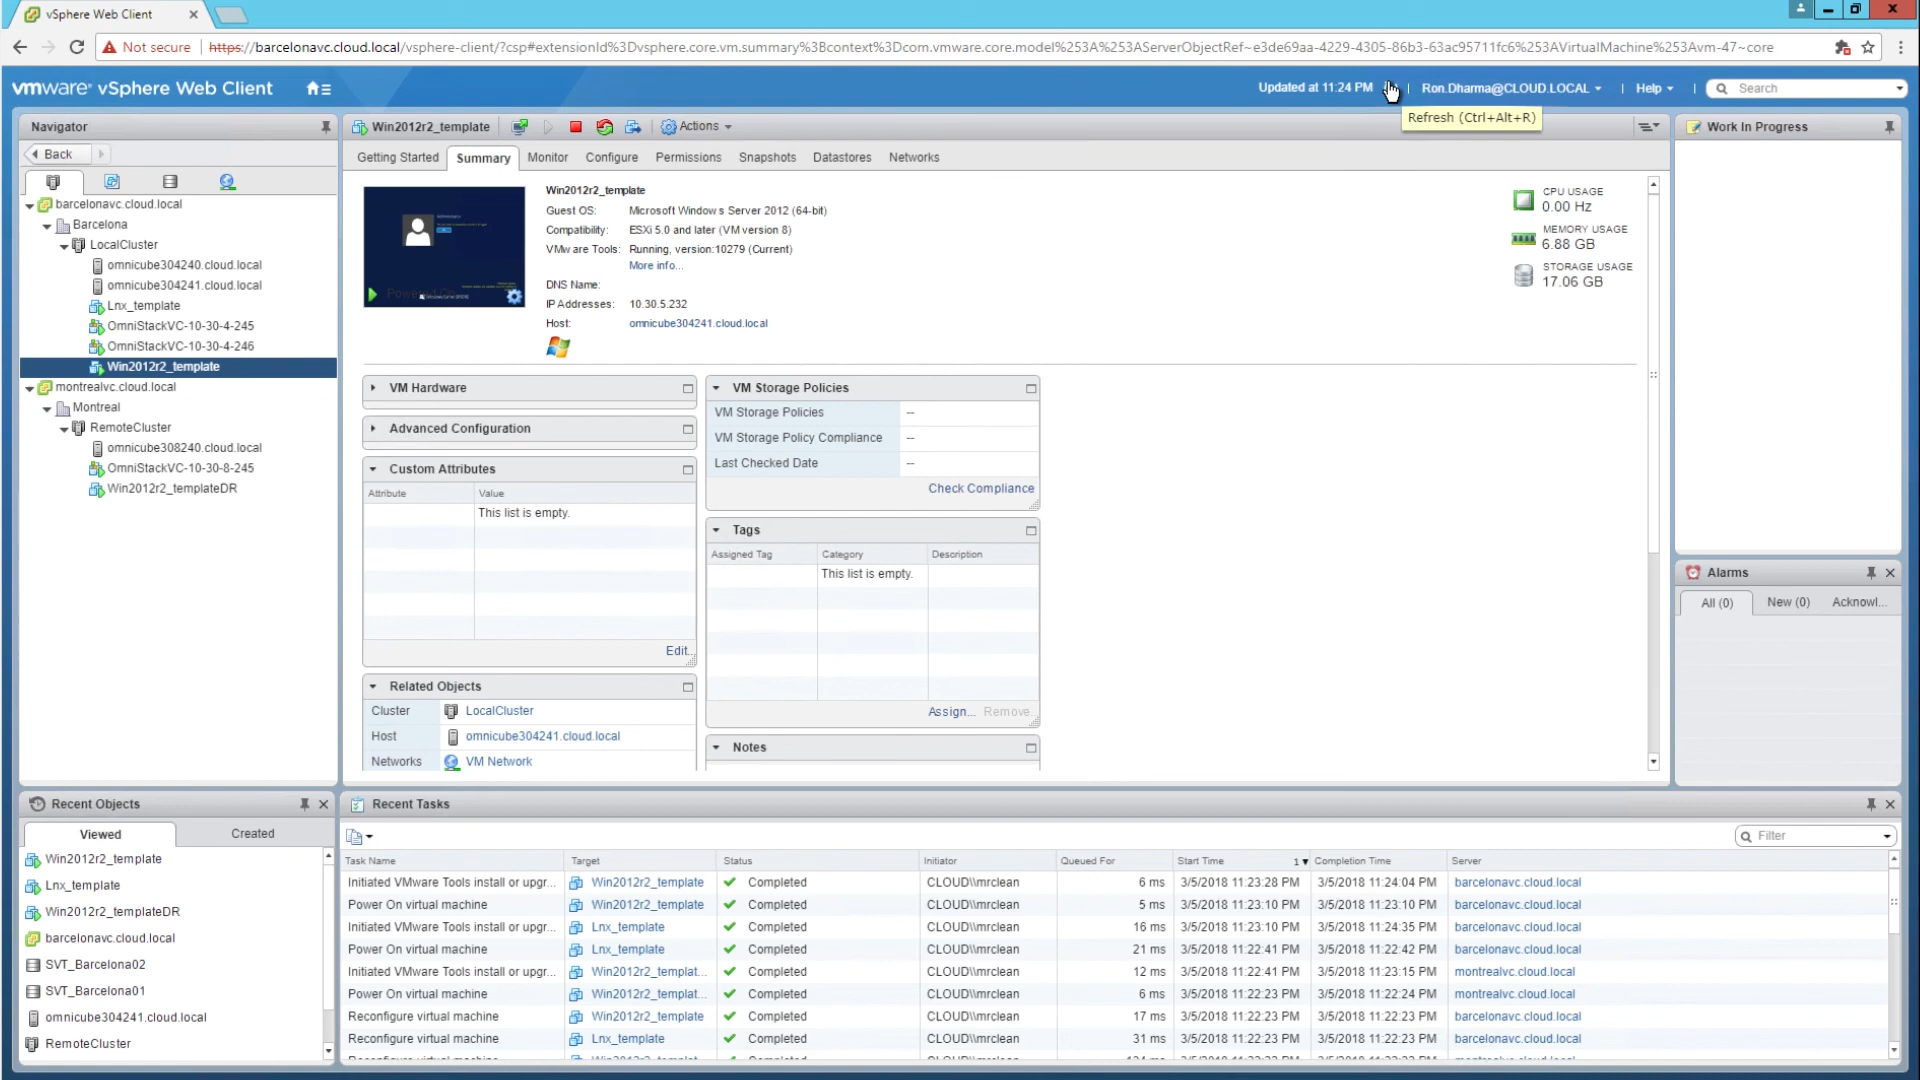 vSphere Web Client
Not secure | https://barcelonavc.cloud.local/vsphere-client/?csp#extensionId%3Dvsphere.core.vm.summary%3Bcontext%3Dcom.vmware.core.model%253A%253AServerObjectRef~e3de69aa-4229-4305-86b3-63ac95711fc6%253AVirtualMachine%253Avm-47~core
vmware® vSphere Web Client
Updated at 11:24 PM
Ron.Dharma@CLOUD.LOCAL
Help
Search
Refresh (Ctrl+Alt+R)
Navigator
Back
barcelonavc.cloud.local
Barcelona
LocalCluster
omnicube304240.cloud.local
omnicube304241.cloud.local
Lnx_template
OmniStackVC-10-30-4-245
OmniStackVC-10-30-4-246
Win2012r2_template
montrealvc.cloud.local
Montreal
RemoteCluster
omnicube308240.cloud.local
OmniStackVC-10-30-8-245
Win2012r2_templateDR
Win2012r2_template
Actions
Getting Started Summary Monitor Configure Permissions Snapshots Datastores Networks
Powered On
Win2012r2_template
Guest OS: Microsoft Windows Server 2012 (64-bit)
Compatibility: ESXi 5.0 and later (VM version 8)
VMware Tools: Running, version:10279 (Current)
More info...
DNS Name:
IP Addresses: 10.30.5.232
Host: omnicube304241.cloud.local
CPU USAGE
0.00 Hz
MEMORY USAGE
6.88 GB
STORAGE USAGE
17.06 GB
VM Hardware
Advanced Configuration
Custom Attributes
Attribute Value
This list is empty.
Edit...
Related Objects
Cluster LocalCluster
Host omnicube304241.cloud.local
Networks VM Network
VM Storage Policies
VM Storage Policies --
VM Storage Policy Compliance --
Last Checked Date --
Check Compliance
Tags
Assigned Tag Category Description
This list is empty.
Assign... Remove...
Notes
Work In Progress
Alarms
All (0) New (0) Acknowl...
Recent Objects
Viewed Created
Win2012r2_template
Lnx_template
Win2012r2_templateDR
barcelonavc.cloud.local
SVT_Barcelona02
SVT_Barcelona01
omnicube304241.cloud.local
RemoteCluster
Recent Tasks
Filter
Task Name Target Status Initiator Queued For Start Time 1 Completion Time Server
Initiated VMware Tools install or upgr... Win2012r2_template Completed CLOUD\\mrclean 6 ms 3/5/2018 11:23:28 PM 3/5/2018 11:24:04 PM barcelonavc.cloud.local
Power On virtual machine Win2012r2_template Completed CLOUD\\mrclean 5 ms 3/5/2018 11:23:10 PM 3/5/2018 11:23:10 PM barcelonavc.cloud.local
Initiated VMware Tools install or upgr... Lnx_template Completed CLOUD\\mrclean 16 ms 3/5/2018 11:23:10 PM 3/5/2018 11:24:35 PM barcelonavc.cloud.local
Power On virtual machine Lnx_template Completed CLOUD\\mrclean 21 ms 3/5/2018 11:22:41 PM 3/5/2018 11:22:42 PM barcelonavc.cloud.local
Initiated VMware Tools install or upgr... Win2012r2_templat... Completed CLOUD\\mrclean 12 ms 3/5/2018 11:22:41 PM 3/5/2018 11:23:15 PM montrealvc.cloud.local
Power On virtual machine Win2012r2_templat... Completed CLOUD\\mrclean 6 ms 3/5/2018 11:22:23 PM 3/5/2018 11:22:24 PM montrealvc.cloud.local
Reconfigure virtual machine Win2012r2_template Completed CLOUD\\mrclean 17 ms 3/5/2018 11:22:23 PM 3/5/2018 11:22:23 PM barcelonavc.cloud.local
Reconfigure virtual machine Lnx_template Completed CLOUD\\mrclean 31 ms 3/5/2018 11:22:23 PM 3/5/2018 11:22:23 PM barcelonavc.cloud.local